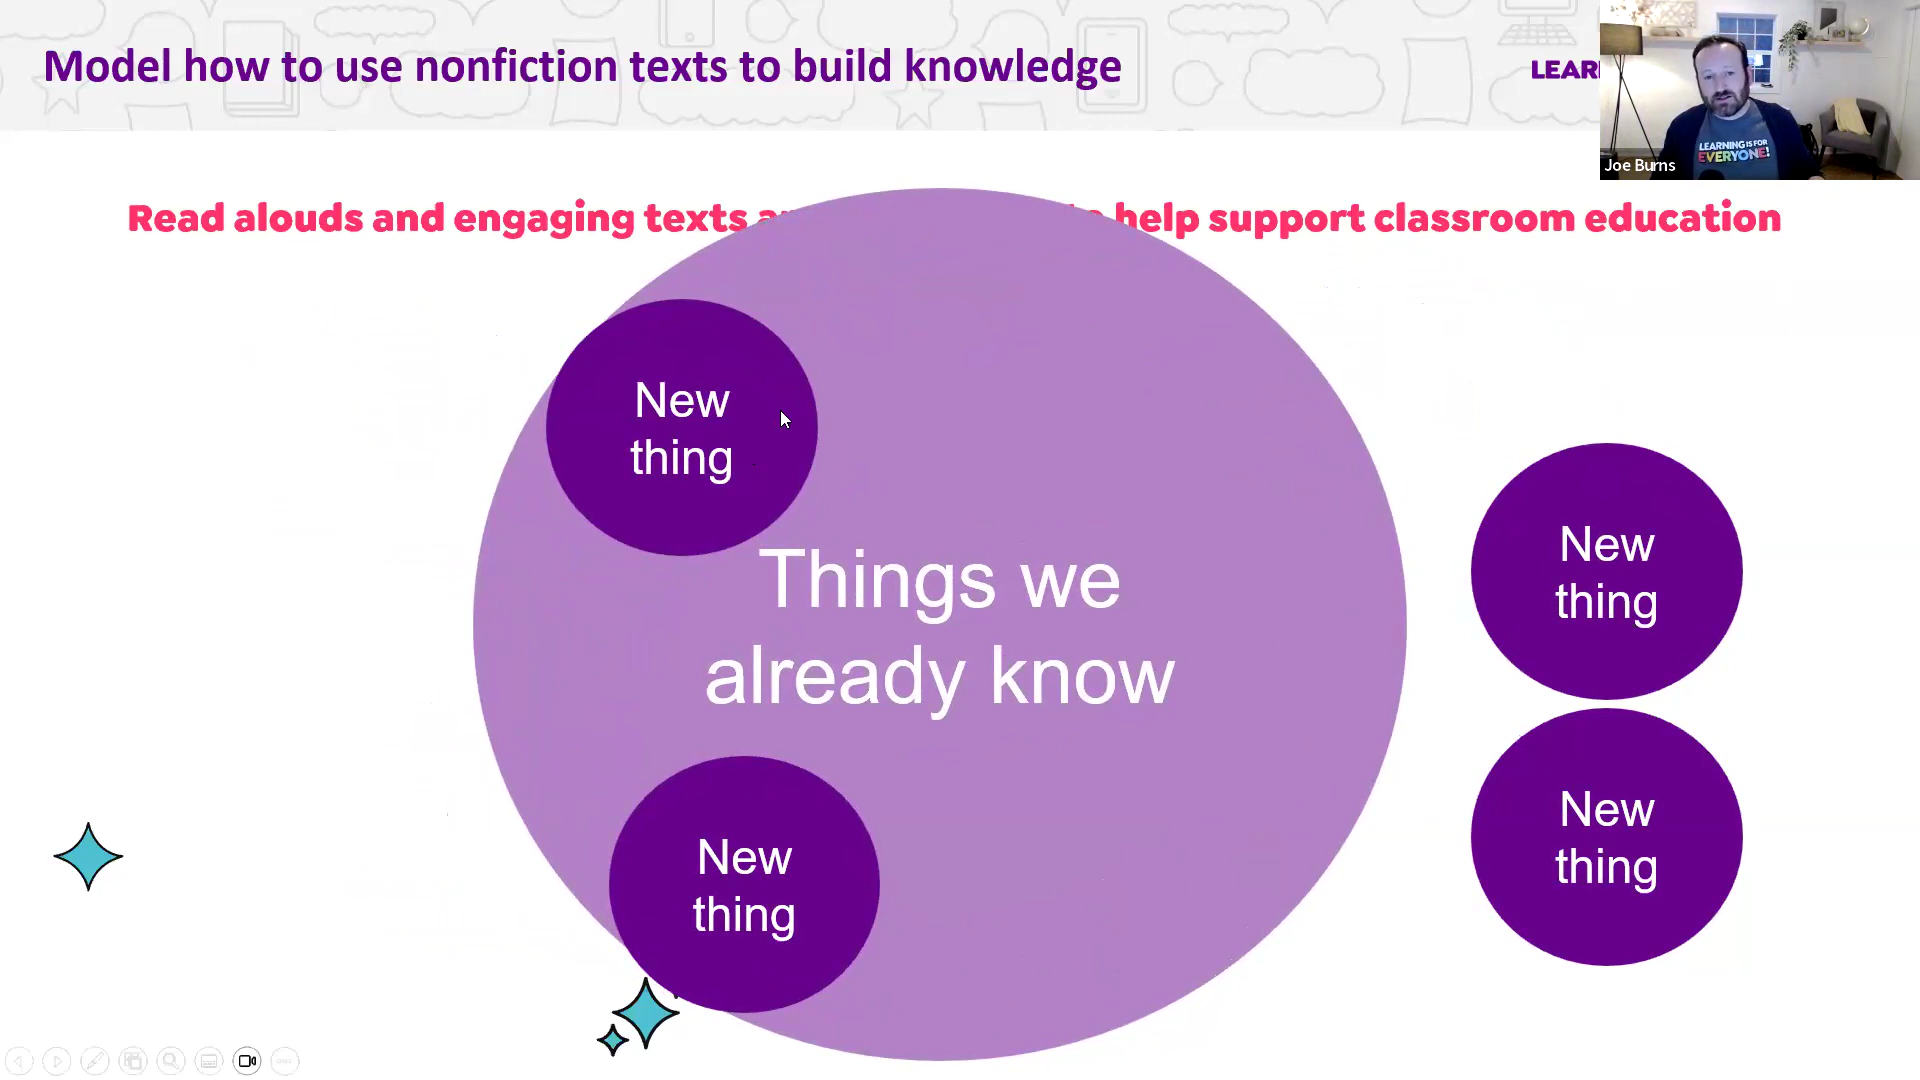 Model how to use nonfiction texts to build knowledge
LEAR
LEARNING IS FOR
EVERYONE!
Joe Burns
Read alouds and engaging texts
help support classroom education
New
thing
Things we
already know
New
thing
New
thing
New
thing